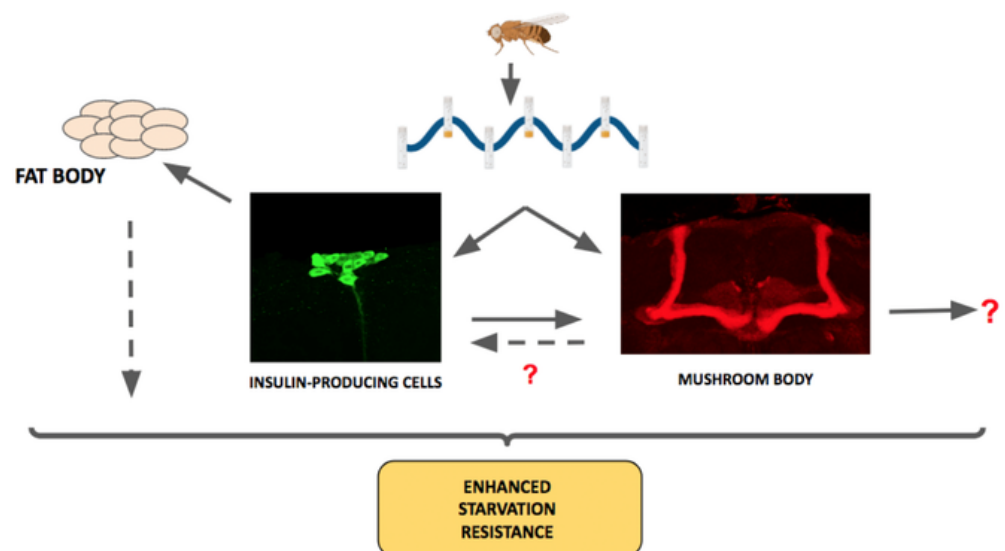 FAT BODY
INSULIN-PRODUCING CELLS
?
MUSHROOM BODY
?
ENHANCED
STARVATION
RESISTANCE